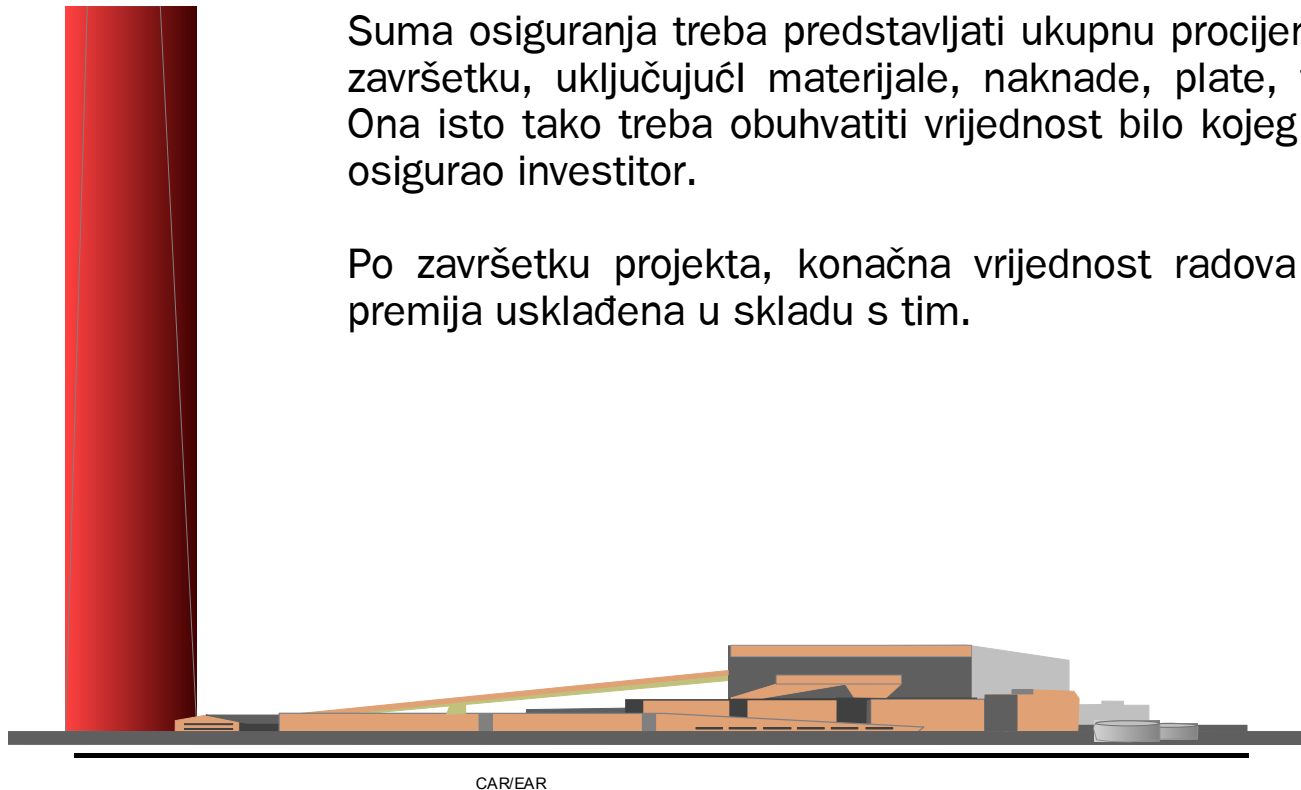 Suma osiguranja treba predstavljati ukupnu procijen
završetku, uključujućI materijale, naknade, plate,
Ona isto tako treba obuhvatiti vrijednost bilo kojeg
osigurao investitor.
Po završetku projekta, konačna vrijednost radova
premija usklađena u skladu s tim.
CAR/EAR